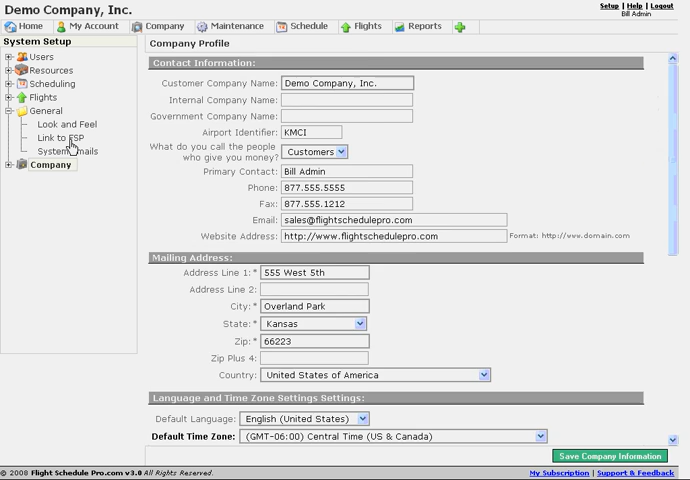 Demo Company, Inc.
Setup | Help | Logout
Bill Admin
Home My Account Company Maintenance Schedule Flights Reports
System Setup
Users
Resources
Scheduling
Flights
General
Look and Feel
Link to FSP
System Emails
Company
Company Profile
Contact Information:
Customer Company Name: Demo Company, Inc.
Internal Company Name:
Government Company Name:
Airport Identifier: KMCI
What do you call the people
who give you money? Customers
Primary Contact: Bill Admin
Phone: 877.555.5555
Fax: 877.555.1212
Email: sales@flightschedulepro.com
Website Address: http://www.flightschedulepro.com Format: http://www.domain.com
Mailing Address:
Address Line 1: * 555 West 5th
Address Line 2:
City: * Overland Park
State: * Kansas
Zip: * 66223
Zip Plus 4:
Country: United States of America
Language and Time Zone Settings Settings:
Default Language: English (United States)
Default Time Zone: (GMT-06:00) Central Time (US & Canada)
Save Company Information
© 2008 Flight Schedule Pro.com v3.0 All Rights Reserved.
My Subscription | Support & Feedback